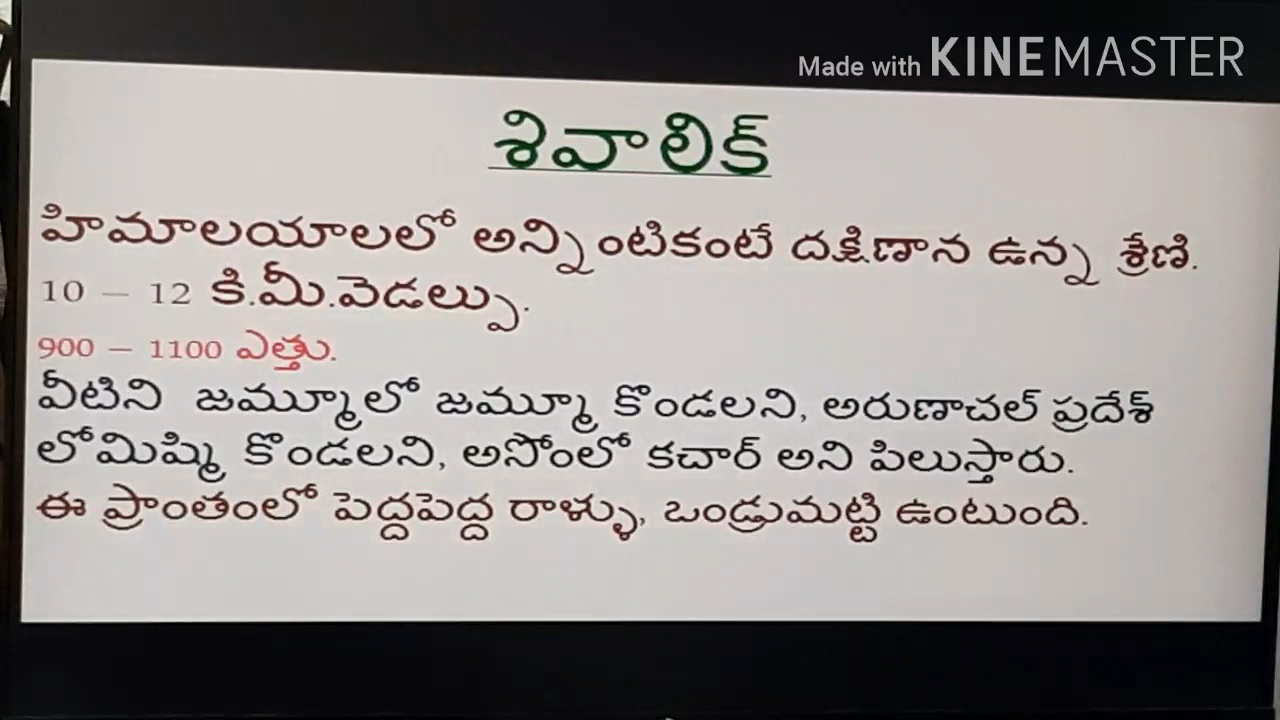 Made with KINEMASTER
శివాలిక్
హిమాలయాలలో అన్నింటికంటే దక్షిణాన ఉన్న శ్రేణి.
10 – 12 కి.మీ.వెడల్పు.
900 – 1100 ఎత్తు.
వీటిని జమ్మూలో జమ్మూ కొండలని, అరుణాచల్ ప్రదేశ్
లోమిష్మి కొండలని, అసోంలో కచార్ అని పిలుస్తారు.
ఈ ప్రాంతంలో పెద్దపెద్ద రాళ్ళు, ఒండ్రుమట్టి ఉంటుంది.